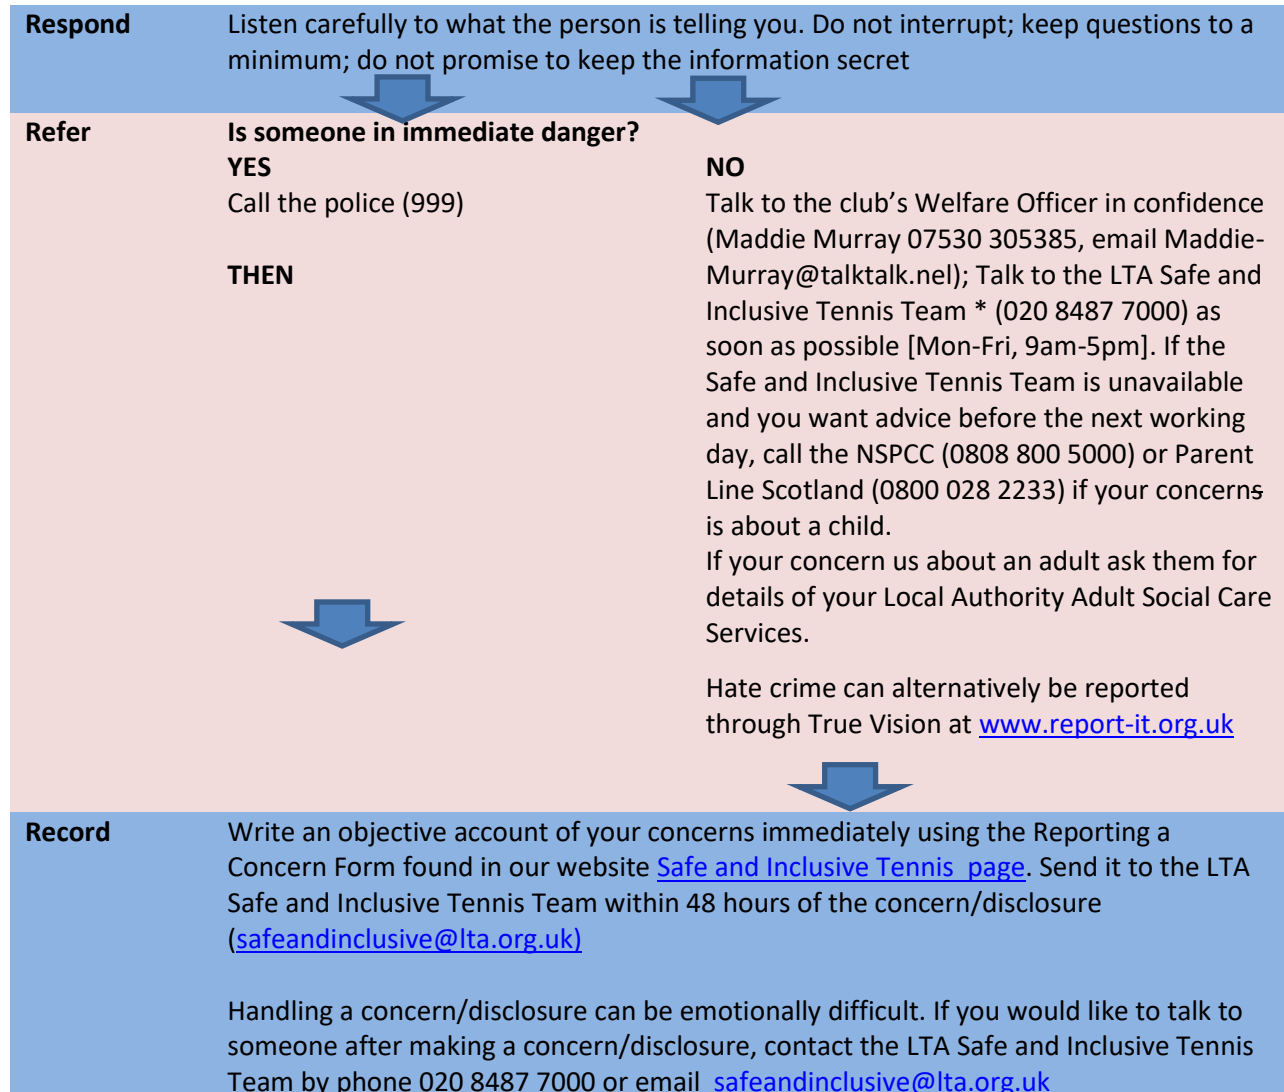 Respond
Listen carefully to what the person is telling you. Do not interrupt; keep questions to a
minimum; do not promise to keep the information secret
Refer
Is someone in immediate danger?
YES
Call the police (999)
THEN
NO
Talk to the club's Welfare Officer in confidence
(Maddie Murray 07530 305385, email Maddie-
Murray@talktalk.nel); Talk to the LTA Safe and
Inclusive Tennis Team * (020 8487 7000) as
soon as possible [Mon-Fri, 9am-5pm]. If the
Safe and Inclusive Tennis Team is unavailable
and you want advice before the next working
day, call the NSPCC (0808 800 5000) or Parent
Line Scotland (0800 028 2233) if your concerns
is about a child.
If your concern us about an adult ask them for
details of your Local Authority Adult Social Care
Services.
Hate crime can alternatively be reported
through True Vision at www.report-it.org.uk
Record
Write an objective account of your concerns immediately using the Reporting a
Concern Form found in our website Safe and Inclusive Tennis  page. Send it to the LTA
Safe and Inclusive Tennis Team within 48 hours of the concern/disclosure
(safeandinclusive@lta.org.uk)
Handling a concern/disclosure can be emotionally difficult. If you would like to talk to
someone after making a concern/disclosure, contact the LTA Safe and Inclusive Tennis
Team by phone 020 8487 7000 or email  safeandinclusive@lta.org.uk